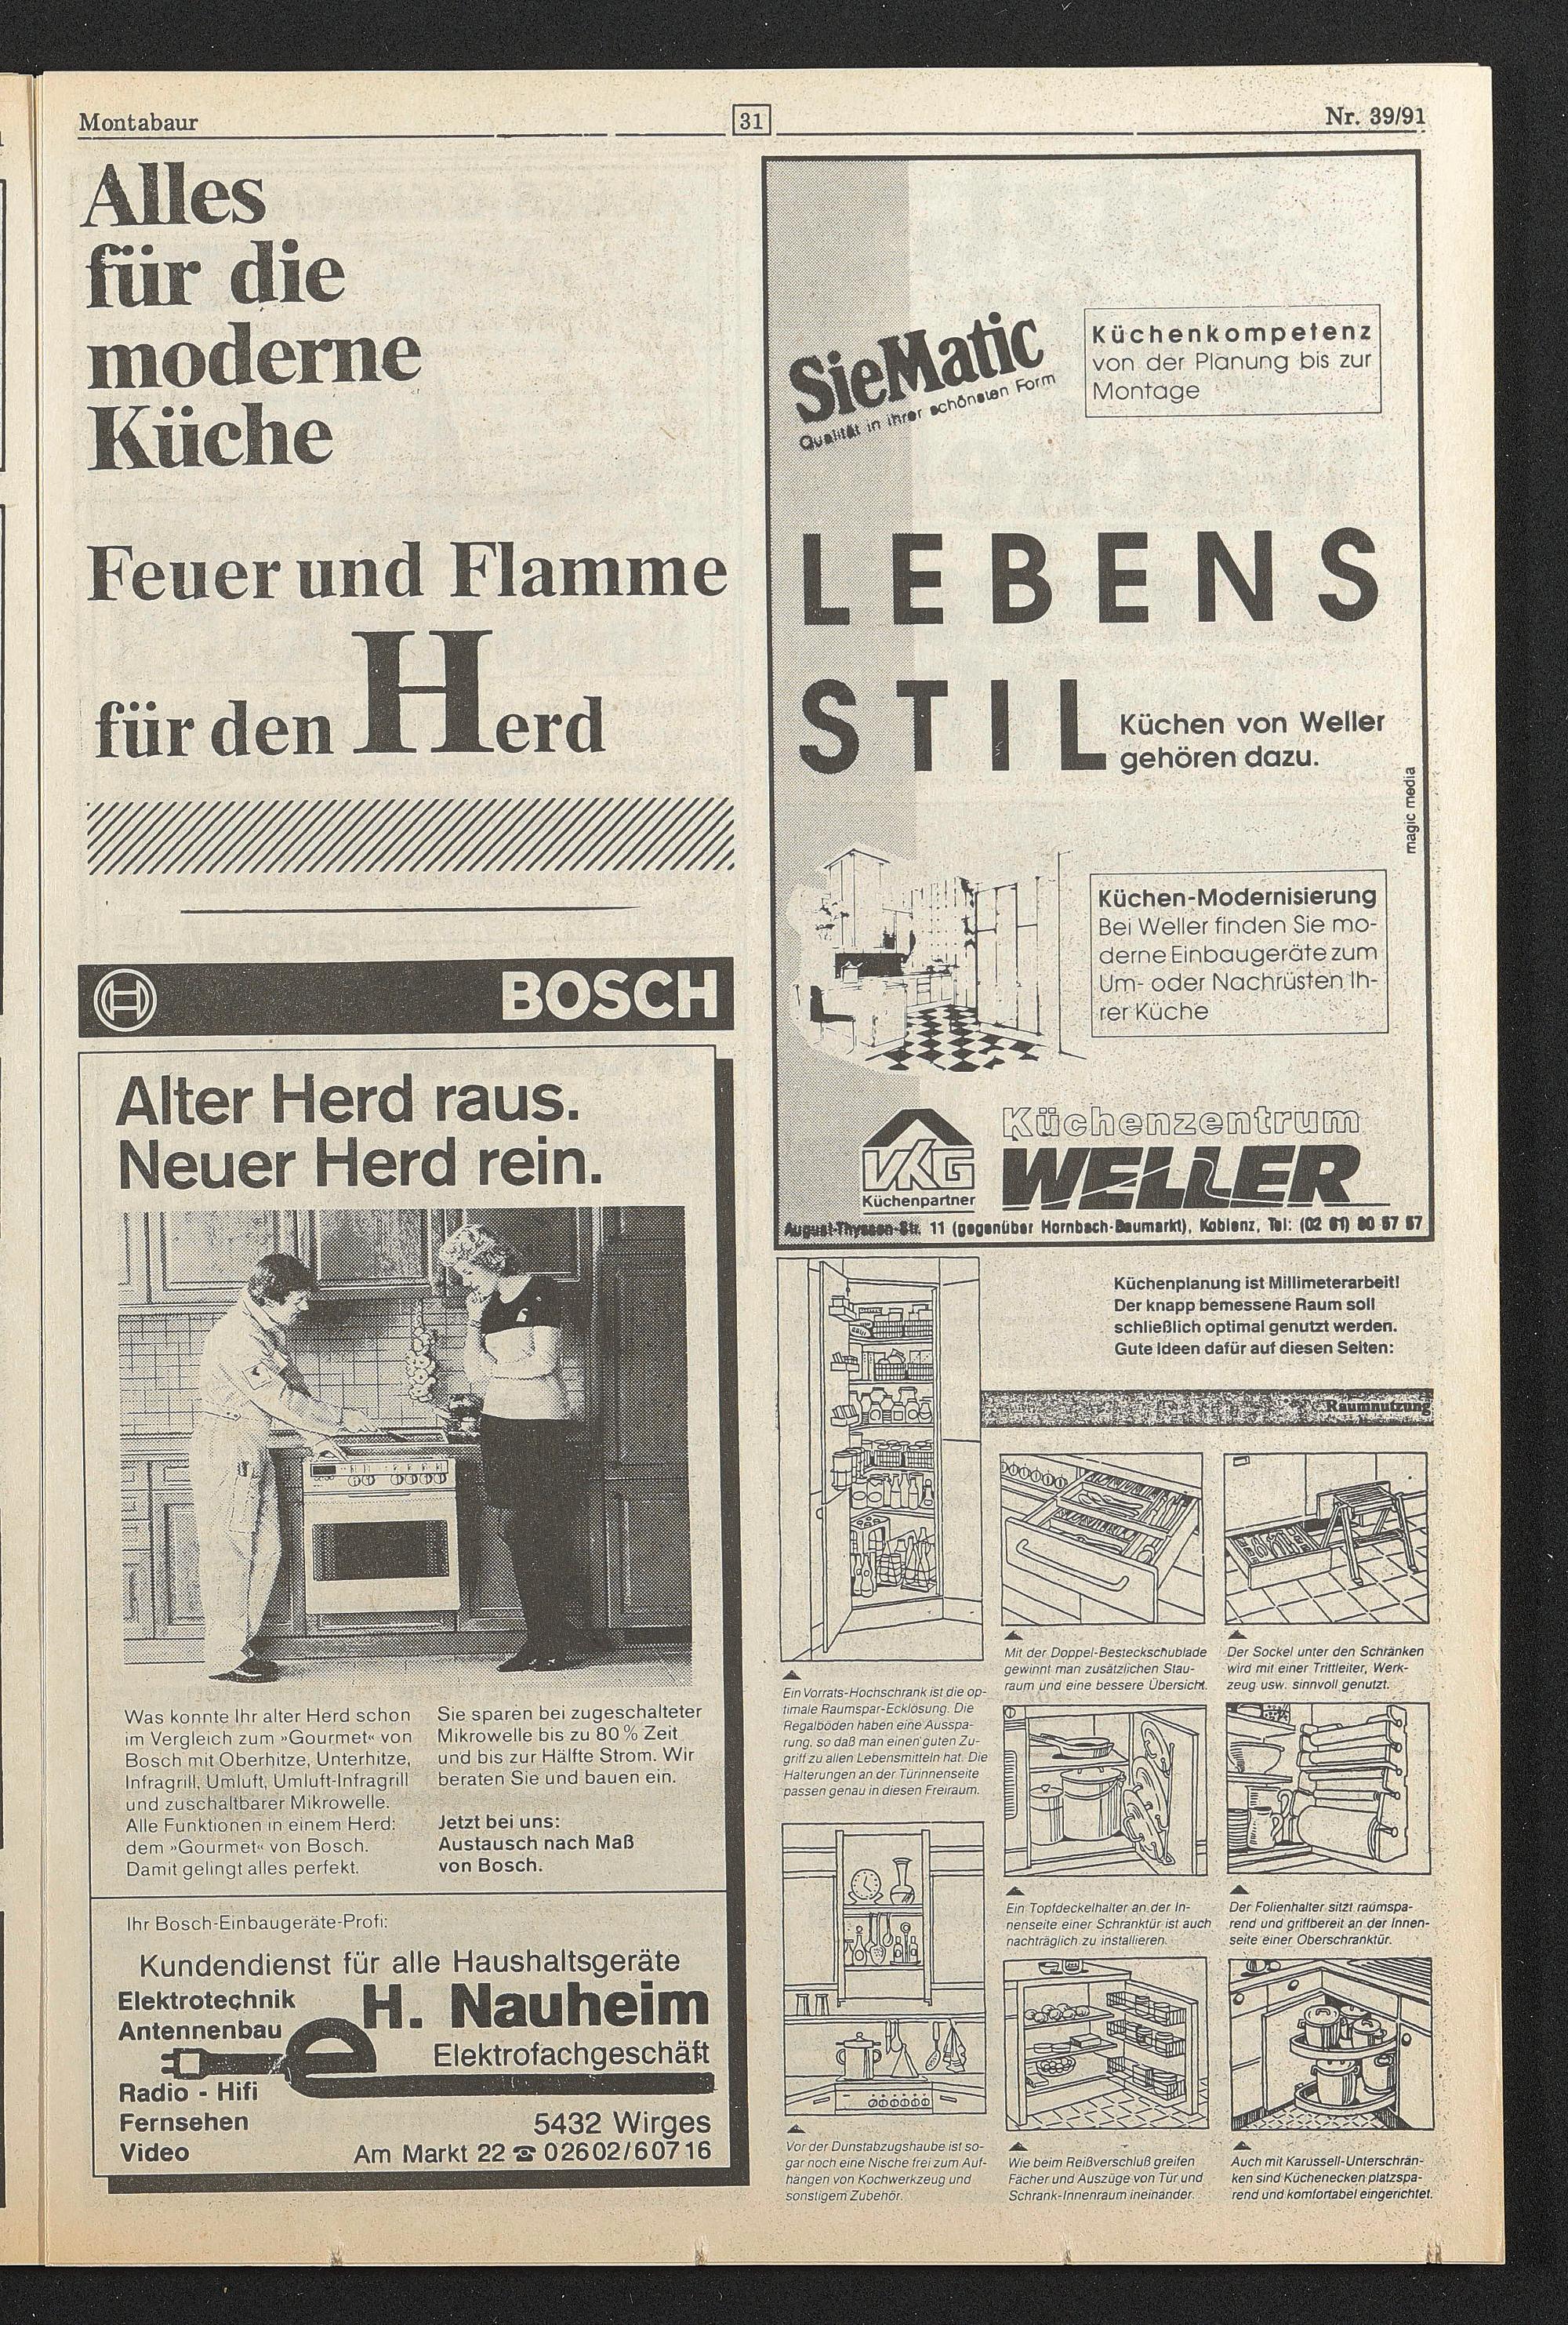 Montabaur
31
Nr. 39/91
Alles
für die
moderne
Küche
Feuer und Flamme
für den Herd
BOSCH
Alter Herd raus.
Neuer Herd rein.
Was konnte Ihr alter Herd schon
im Vergleich zum »Gourmet« von
Bosch mit Oberhitze, Unterhitze,
Infragrill, Umluft, Umluft-Infragrill
und zuschaltbarer Mikrowelle.
Alle Funktionen in einem Herd:
dem »Gourmet« von Bosch.
Damit gelingt alles perfekt.
Sie sparen bei zugeschalteter
Mikrowelle bis zu 80 % Zeit
und bis zur Hälfte Strom. Wir
beraten Sie und bauen ein.
Jetzt bei uns:
Austausch nach Maß
von Bosch.
Ihr Bosch-Einbaugeräte-Profi:
Kundendienst für alle Haushaltsgeräte
Elektrotechnik
Antennenbau
H. Nauheim
Elektrofachgeschäft
Radio - Hifi
Fernsehen
Video
5432 Wirges
Am Markt 22 ☎ 02602/60716
SieMatic
Qualität in ihrer schönsten Form
Küchenkompetenz
von der Planung bis zur
Montage
LEBENS
STIL
Küchen von Weller
gehören dazu.
magic media
Küchen-Modernisierung
Bei Weller finden Sie mo-
derne Einbaugeräte zum
Um- oder Nachrüsten Ih-
rer Küche
VKG
Küchenpartner
Küchenzentrum
WELLER
August-Thyssen-Str. 11 (gegenüber Hornbach-Baumarkt), Koblenz, Tel: (02 61) 80 67 67
Küchenplanung ist Millimeterarbeit!
Der knapp bemessene Raum soll
schließlich optimal genutzt werden.
Gute Ideen dafür auf diesen Seiten:
Raumnutzung
Ein Vorrats-Hochschrank ist die op-
timale Raumspar-Ecklösung. Die
Regalböden haben eine Ausspa-
rung, so daß man einen guten Zu-
griff zu allen Lebensmitteln hat. Die
Halterungen an der Türinnenseite
passen genau in diesen Freiraum.
Mit der Doppel-Besteckschublade
gewinnt man zusätzlichen Stau-
raum und eine bessere Übersicht.
Der Sockel unter den Schränken
wird mit einer Trittleiter, Werk-
zeug usw. sinnvoll genutzt.
Ein Topfdeckelhalter an der In-
nenseite einer Schranktür ist auch
nachträglich zu installieren.
Der Folienhalter sitzt raumspa-
rend und griffbereit an der Innen-
seite einer Oberschranktür.
Vor der Dunstabzugshaube ist so-
gar noch eine Nische frei zum Auf-
hängen von Kochwerkzeug und
sonstigem Zubehör.
Wie beim Reißverschluß greifen
Fächer und Auszüge von Tür und
Schrank-Innenraum ineinander.
Auch mit Karussell-Unterschrän-
ken sind Küchenecken platzspa-
rend und komfortabel eingerichtet.